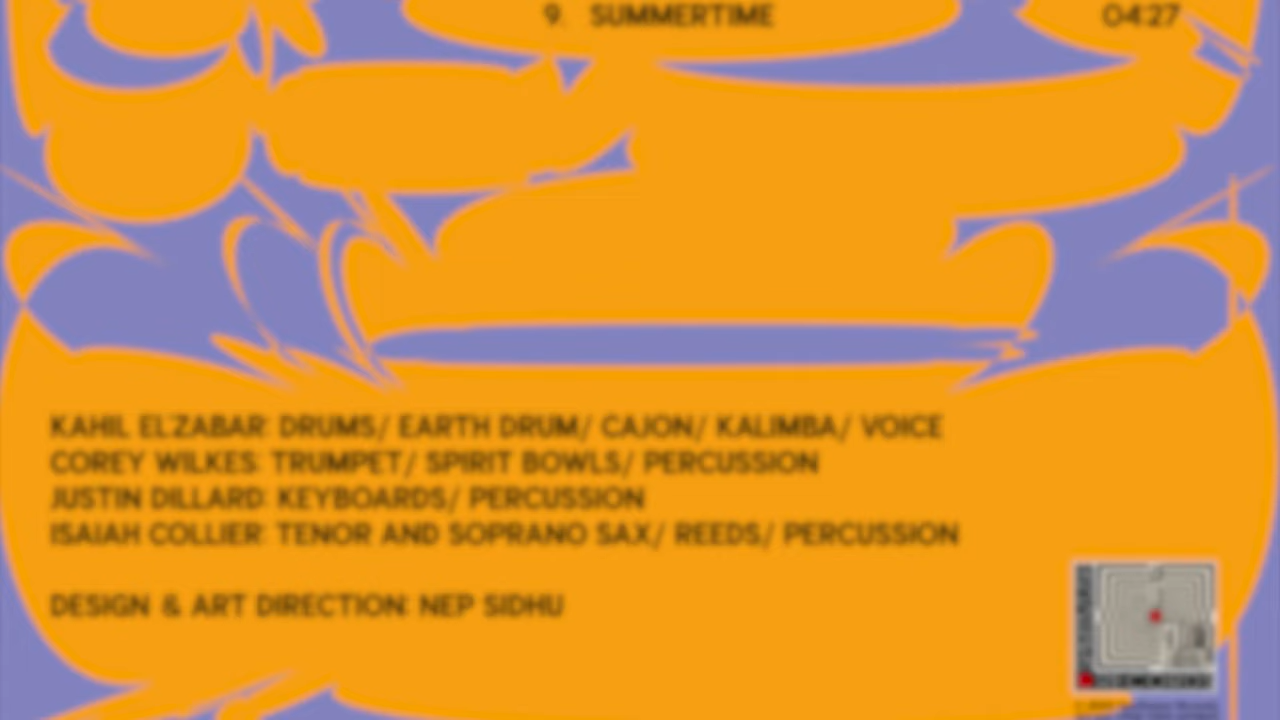 9. SUMMERTIME 04:27
KAHIL EL'ZABAR: DRUMS/ EARTH DRUM/ CAJON/ KALIMBA/ VOICE
COREY WILKES: TRUMPET/ SPIRIT BOWLS/ PERCUSSION
JUSTIN DILLARD: KEYBOARDS/ PERCUSSION
ISAIAH COLLIER: TENOR AND SOPRANO SAX/ REEDS/ PERCUSSION
DESIGN & ART DIRECTION: NEP SIDHU